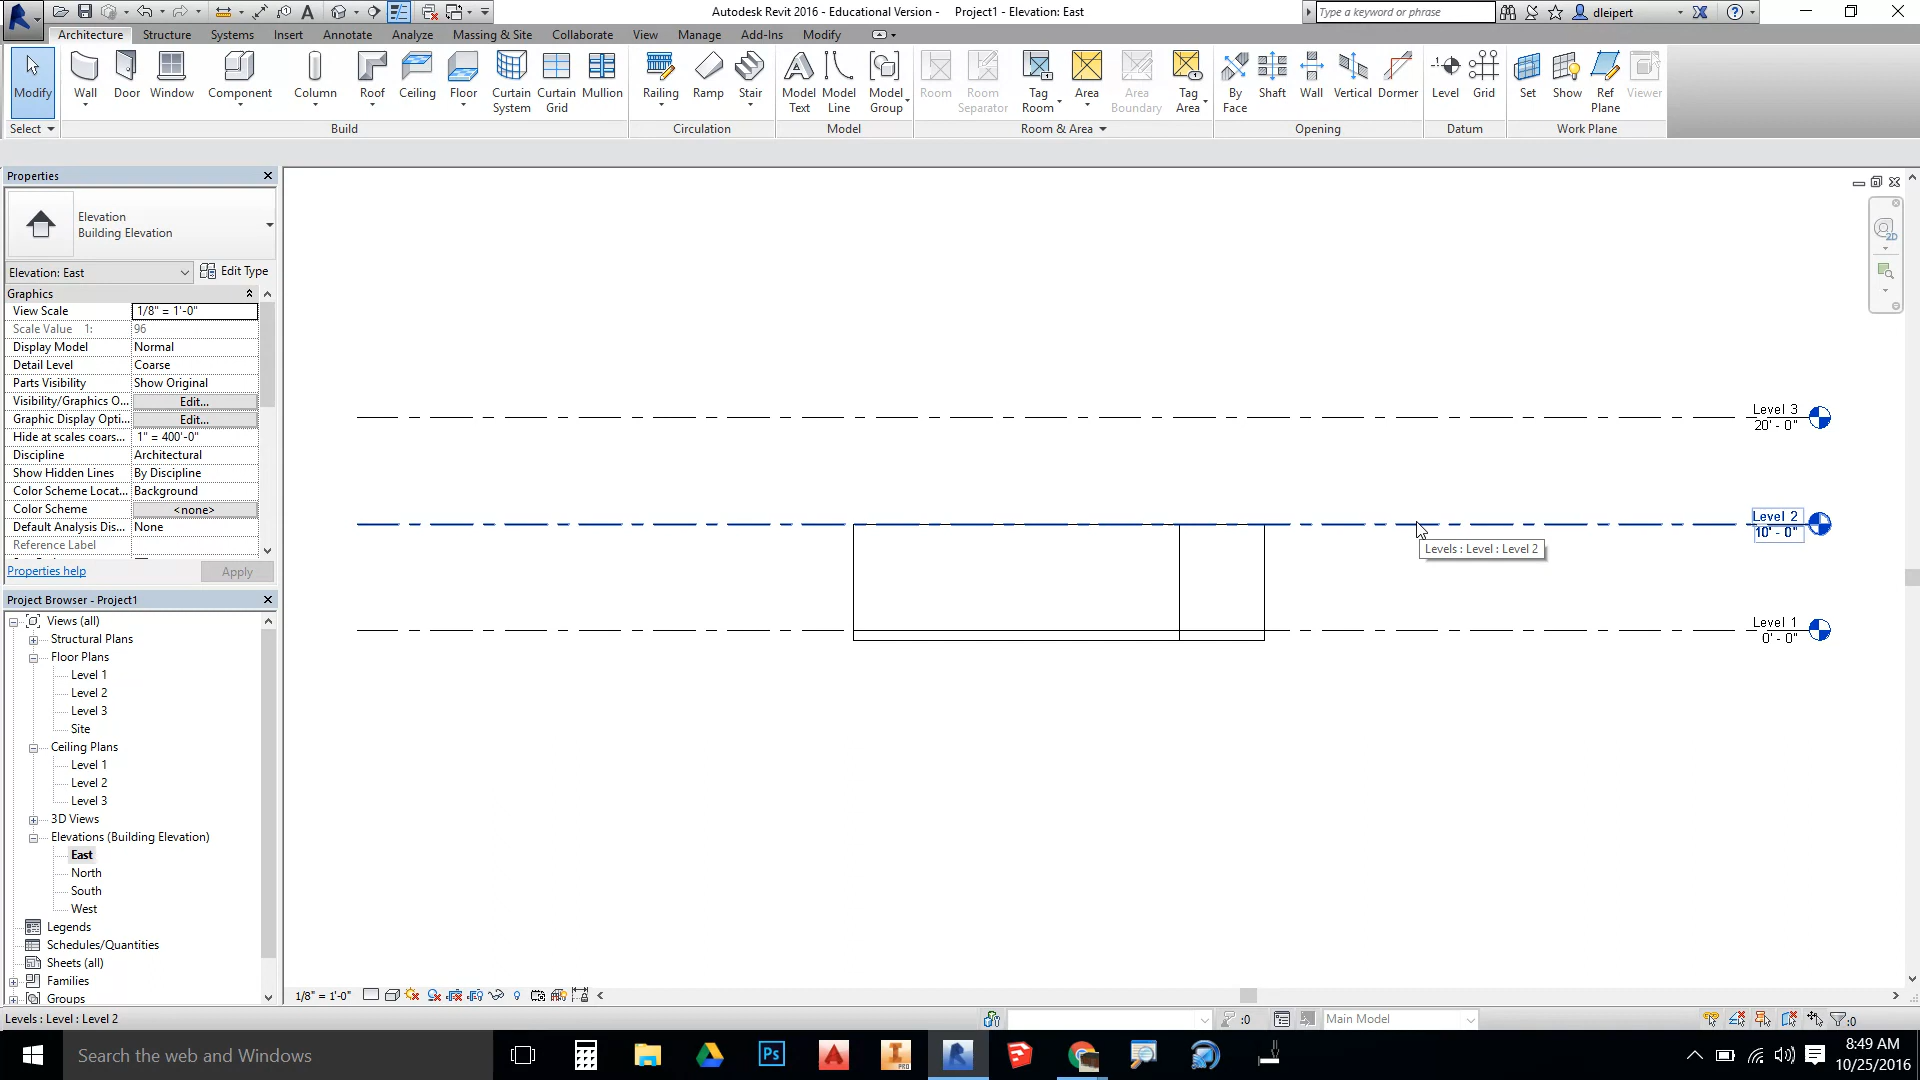 Autodesk Revit 2016 - Educational Version - Project1 - Elevation: East
Type a keyword or phrase
dleipert
Architecture Structure Systems Insert Annotate Analyze Massing & Site Collaborate View Manage Add-Ins Modify
Modify Wall Door Window Component Column Roof Ceiling Floor Curtain System Curtain Grid Mullion Railing Ramp Stair Model Text Model Line Model Group Room Room Separator Tag Room Area Area Boundary Tag Area By Face Shaft Wall Vertical Dormer Level Grid Set Show Ref Plane Viewer
Select Build Circulation Model Room & Area Opening Datum Work Plane
Properties
Elevation
Building Elevation
Elevation: East Edit Type
Graphics
View Scale 1/8" = 1'-0"
Scale Value 1: 96
Display Model Normal
Detail Level Coarse
Parts Visibility Show Original
Visibility/Graphics O... Edit...
Graphic Display Opti... Edit...
Hide at scales coars... 1" = 400'-0"
Discipline Architectural
Show Hidden Lines By Discipline
Color Scheme Locat... Background
Color Scheme <none>
Default Analysis Dis... None
Reference Label
Properties help Apply
Project Browser - Project1
Views (all)
Structural Plans
Floor Plans
Level 1
Level 2
Level 3
Site
Ceiling Plans
Level 1
Level 2
Level 3
3D Views
Elevations (Building Elevation)
East
North
South
West
Legends
Schedules/Quantities
Sheets (all)
Families
Groups
2D
Level 3
20' - 0"
Level 2
10' - 0"
Levels : Level : Level 2
Level 1
0' - 0"
1/8" = 1'-0"
Levels : Level : Level 2
:0
Main Model
:0
Search the web and Windows
Ps
PRO
8:49 AM
10/25/2016